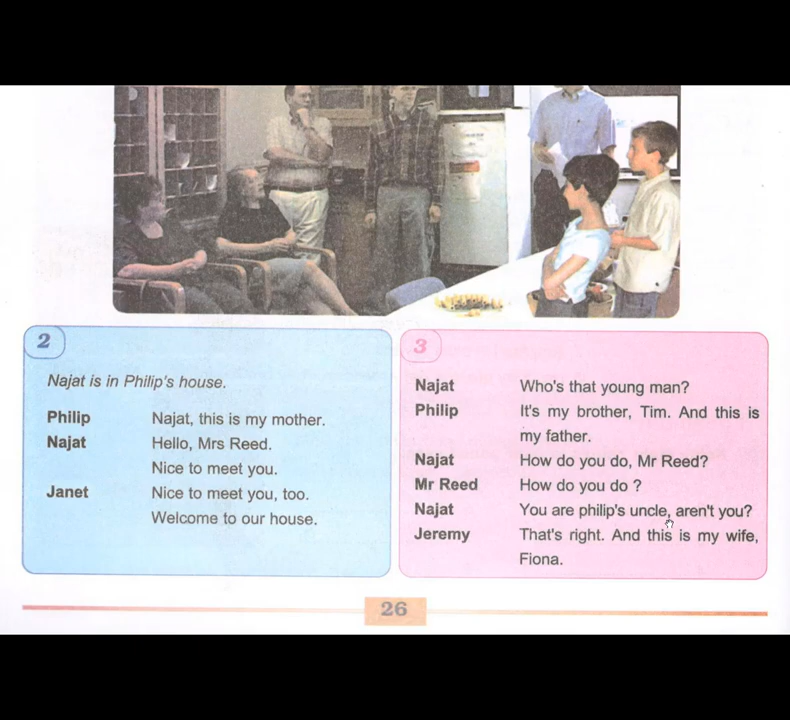 2
Najat is in Philip's house.
Philip Najat, this is my mother.
Najat Hello, Mrs Reed.
Nice to meet you.
Janet Nice to meet you, too.
Welcome to our house.
3
Najat Who's that young man?
Philip It's my brother, Tim. And this is
my father.
Najat How do you do, Mr Reed?
Mr Reed How do you do ?
Najat You are philip's uncle, aren't you?
Jeremy That's right. And this is my wife,
Fiona.
26